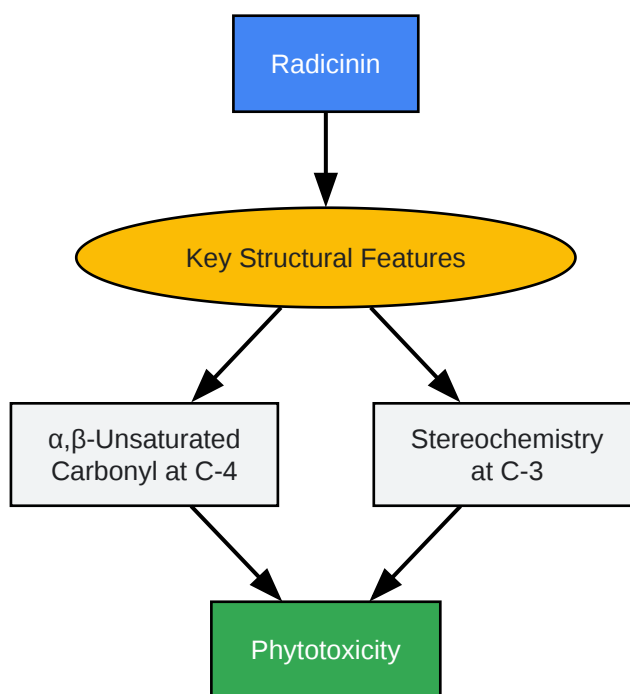 Radicinin
Key Structural Features
α,β-Unsaturated
Carbonyl at C-4
Stereochemistry
at C-3
Phytotoxicity